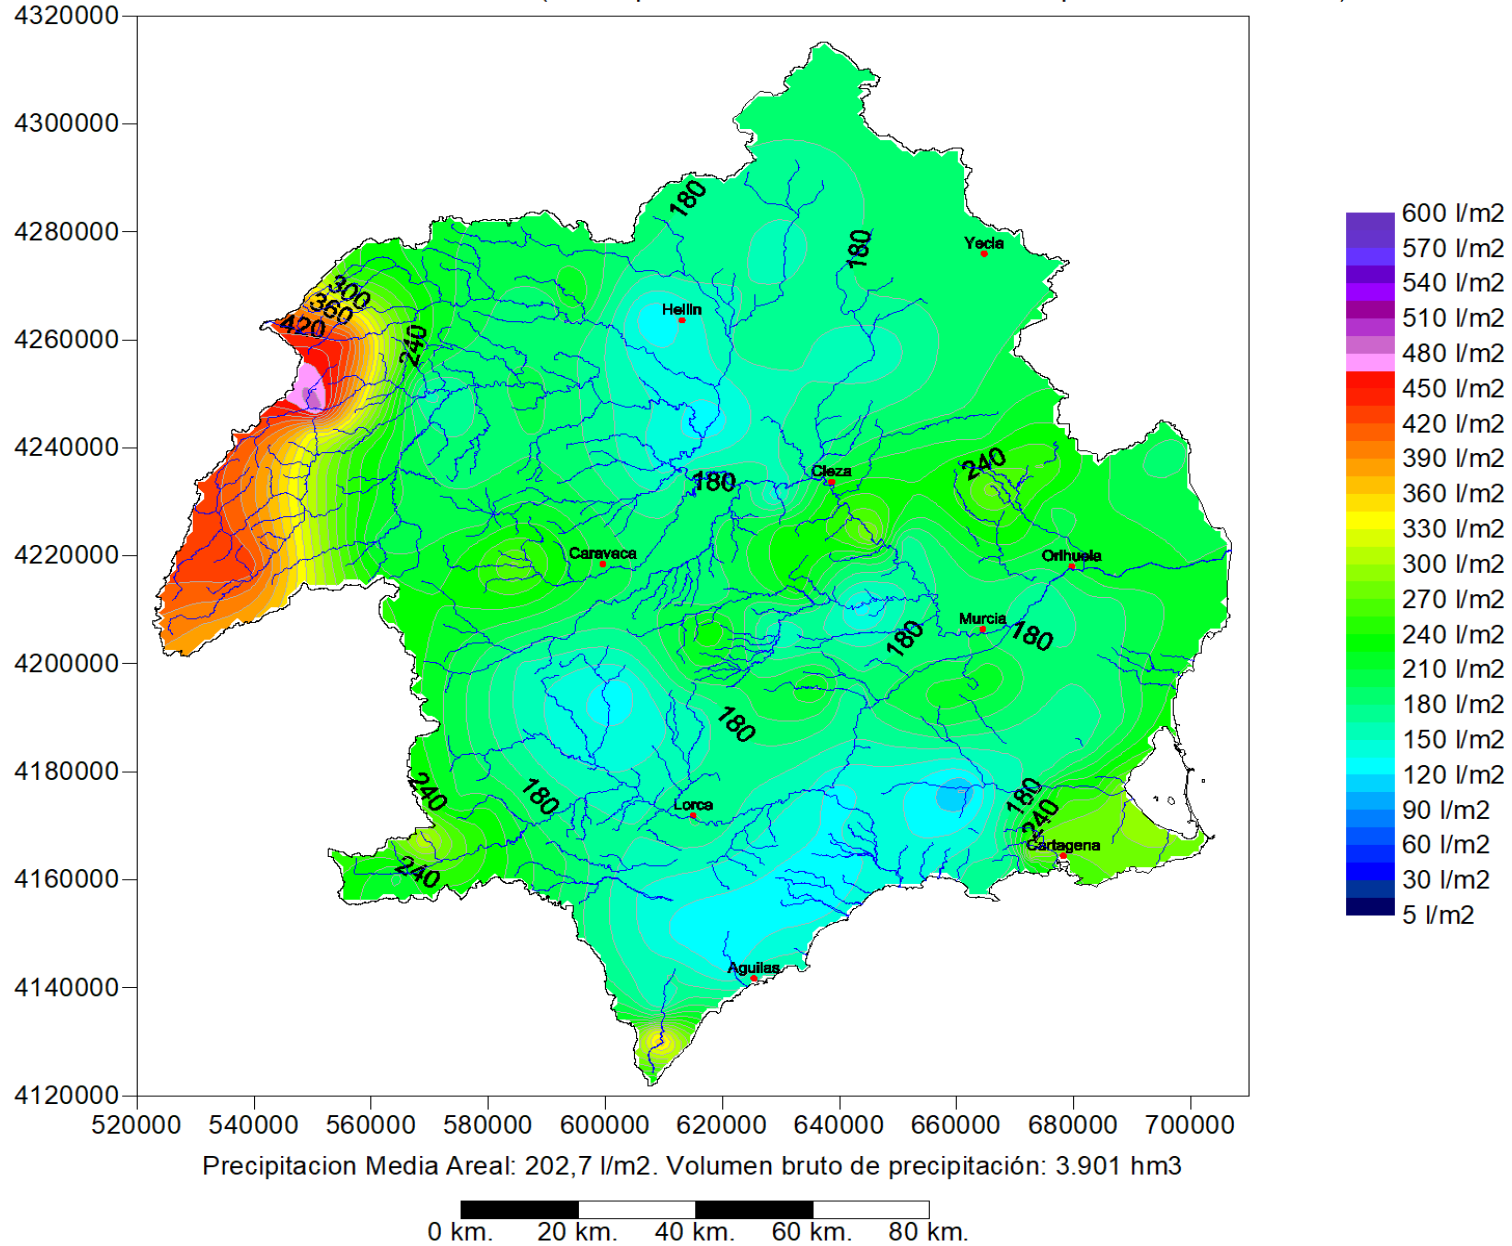 4320000
4300000
4280000
4260000
4240000
4220000
4200000
4180000
4160000
4140000
4120000
520000 540000 560000 580000 600000 620000 640000 660000 680000 700000
180
180
Yecla
300
360
420
240
Hellin
180
Cieza
240
Caravaca
Orihuela
Murcia
180
180
180
240
180
Lorca
180
240
Cartagena
240
Aguilas
600 l/m2
570 l/m2
540 l/m2
510 l/m2
480 l/m2
450 l/m2
420 l/m2
390 l/m2
360 l/m2
330 l/m2
300 l/m2
270 l/m2
240 l/m2
210 l/m2
180 l/m2
150 l/m2
120 l/m2
90 l/m2
60 l/m2
30 l/m2
5 l/m2
Precipitacion Media Areal: 202,7 l/m2. Volumen bruto de precipitación: 3.901 hm3
0 km. 20 km. 40 km. 60 km. 80 km.